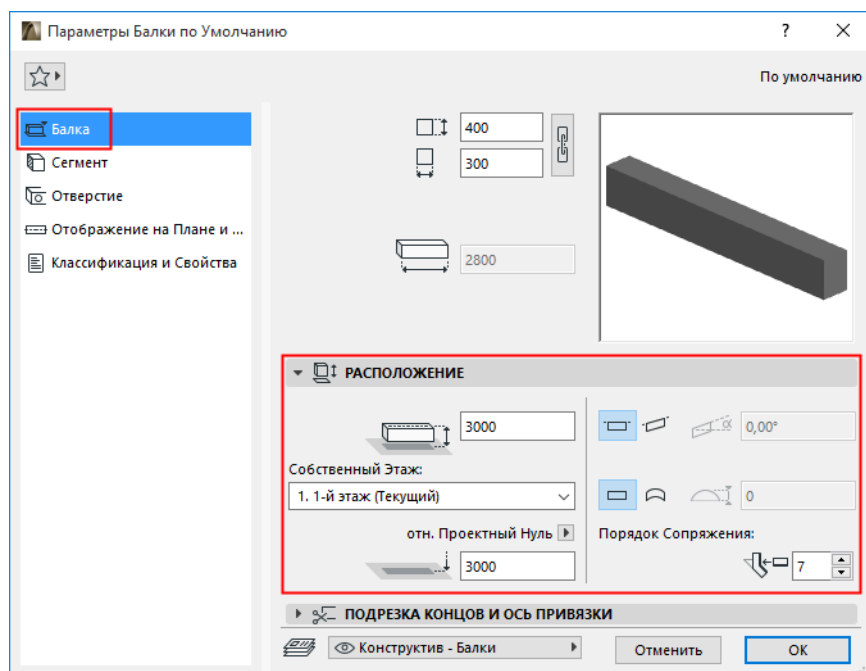 Параметры Балки по Умолчанию
?
По умолчанию
Балка
Сегмент
Отверстие
Отображение на Плане и ...
Классификация и Свойства
400
300
2800
РАСПОЛОЖЕНИЕ
3000
α
0,00°
Собственный Этаж:
1. 1-й этаж (Текущий)
0
отн. Проектный Нуль
Порядок Сопряжения:
3000
7
ПОДРЕЗКА КОНЦОВ И ОСЬ ПРИВЯЗКИ
Конструктив - Балки
Отменить
ОК